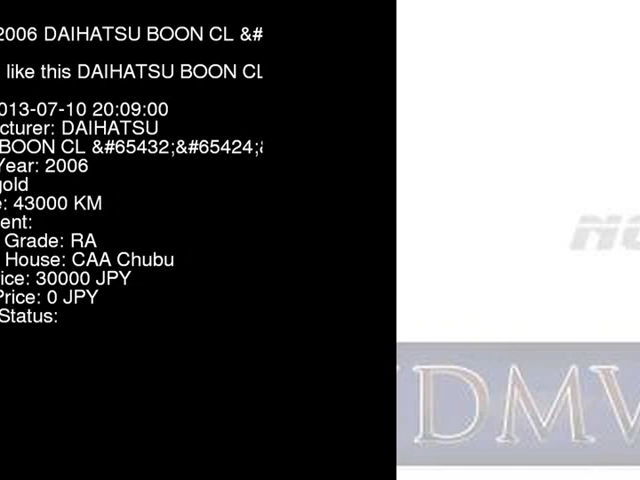 2006 DAIHATSU BOON CL &#
like this DAIHATSU BOON CL
013-07-10 20:09:00
cturer: DAIHATSU
BOON CL &#65432;&#65424;&
Year: 2006
gold
e: 43000 KM
ent:
Grade: RA
House: CAA Chubu
ice: 30000 JPY
Price: 0 JPY
Status:
NO
DMV